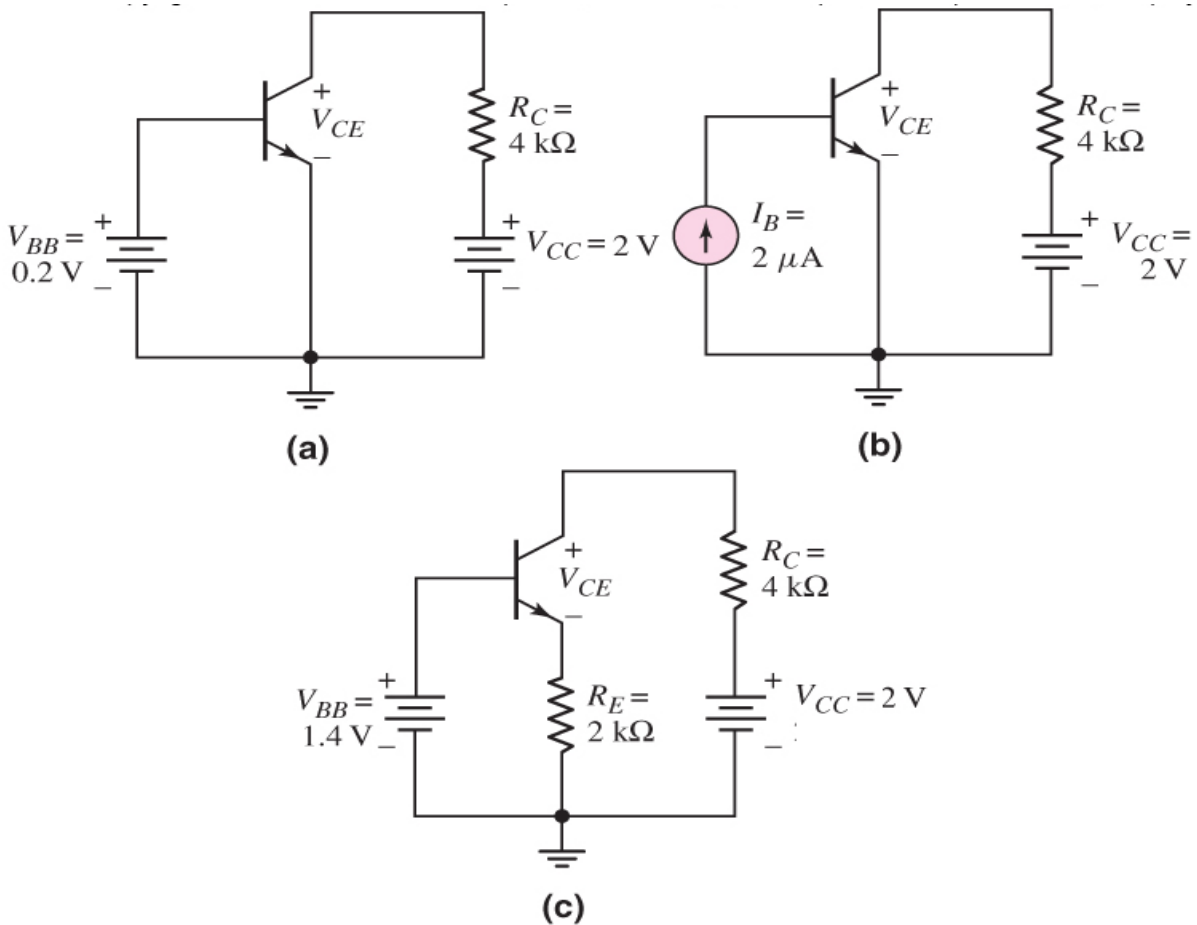 +
V_CE
−
R_C =
4 kΩ
V_BB =
0.2 V
+
−
+
V_CC = 2 V
−
(a)
+
V_CE
−
R_C =
4 kΩ
I_B =
2 μA
+
V_CC =
2 V
−
(b)
+
V_CE
−
R_C =
4 kΩ
V_BB =
1.4 V
+
−
R_E =
2 kΩ
+
V_CC = 2 V
−
(c)